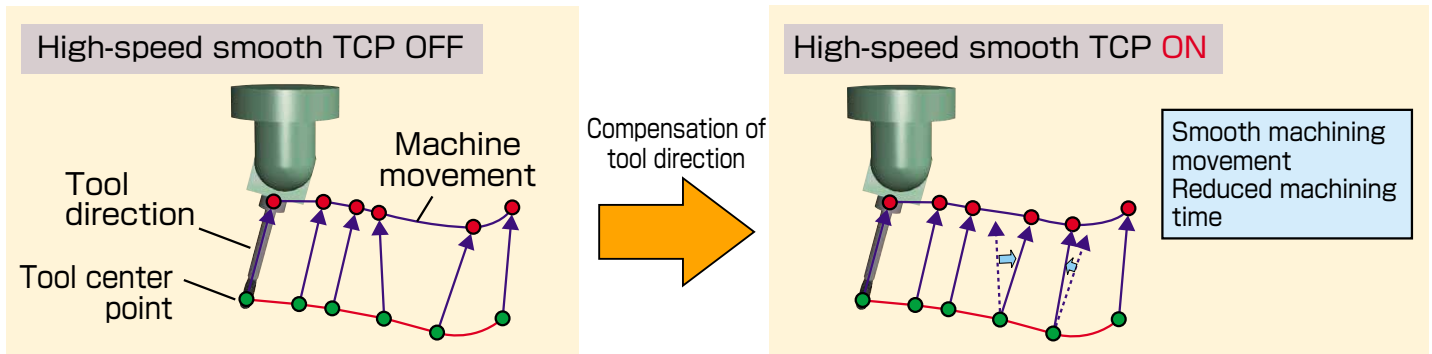 High-speed smooth TCP OFF
Machine
movement
Tool
direction
Tool center
point
Compensation of
tool direction
High-speed smooth TCP ON
Smooth machining
movement
Reduced machining
time